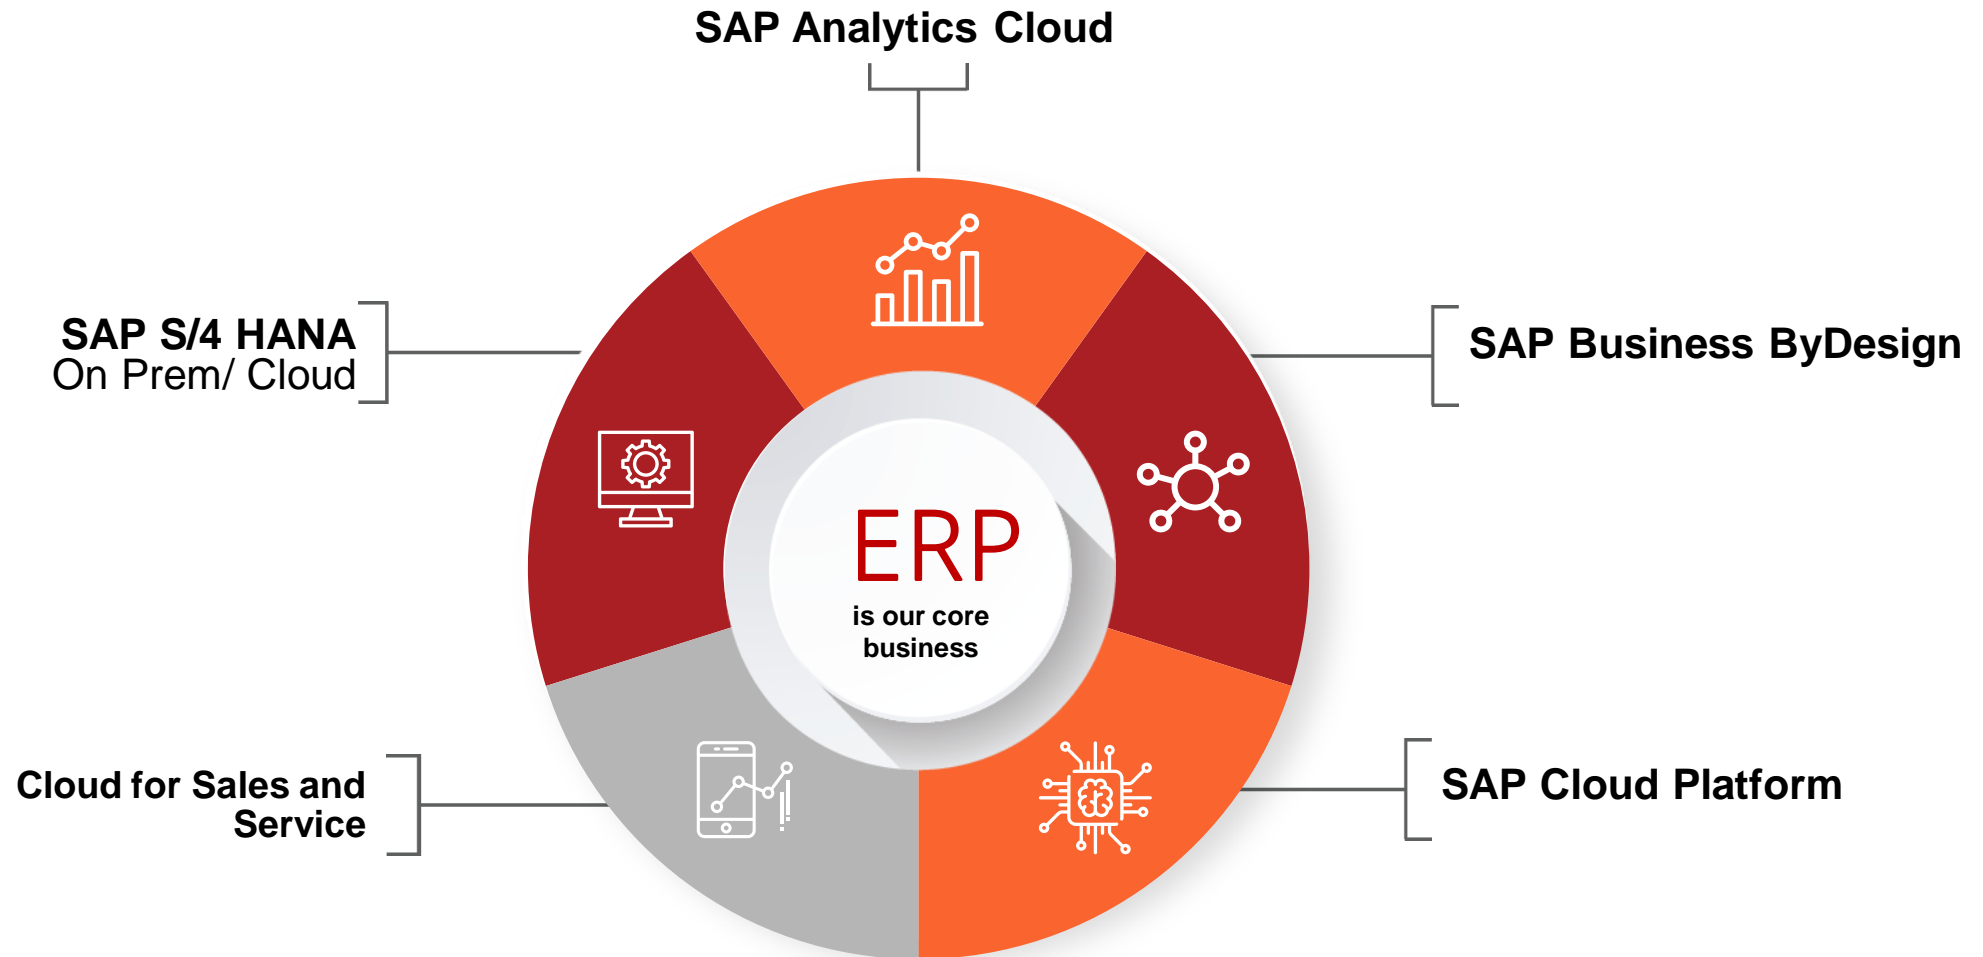 SAP Analytics Cloud
SAP S/4 HANA
On Prem/ Cloud
SAP Business ByDesign
ERP
is our core
business
Cloud for Sales and
Service
SAP Cloud Platform